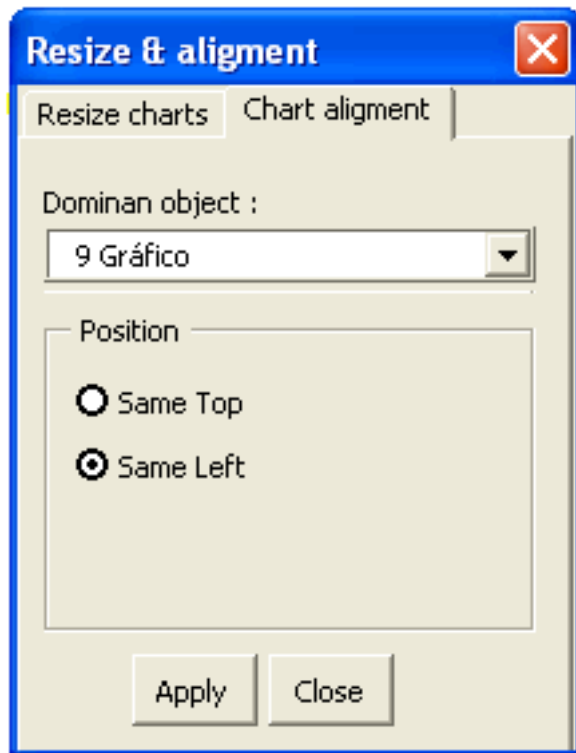 Resize & aligment
Resize charts Chart aligment
Dominan object :
9 Gráfico
Position
Same Top
Same Left
Apply Close